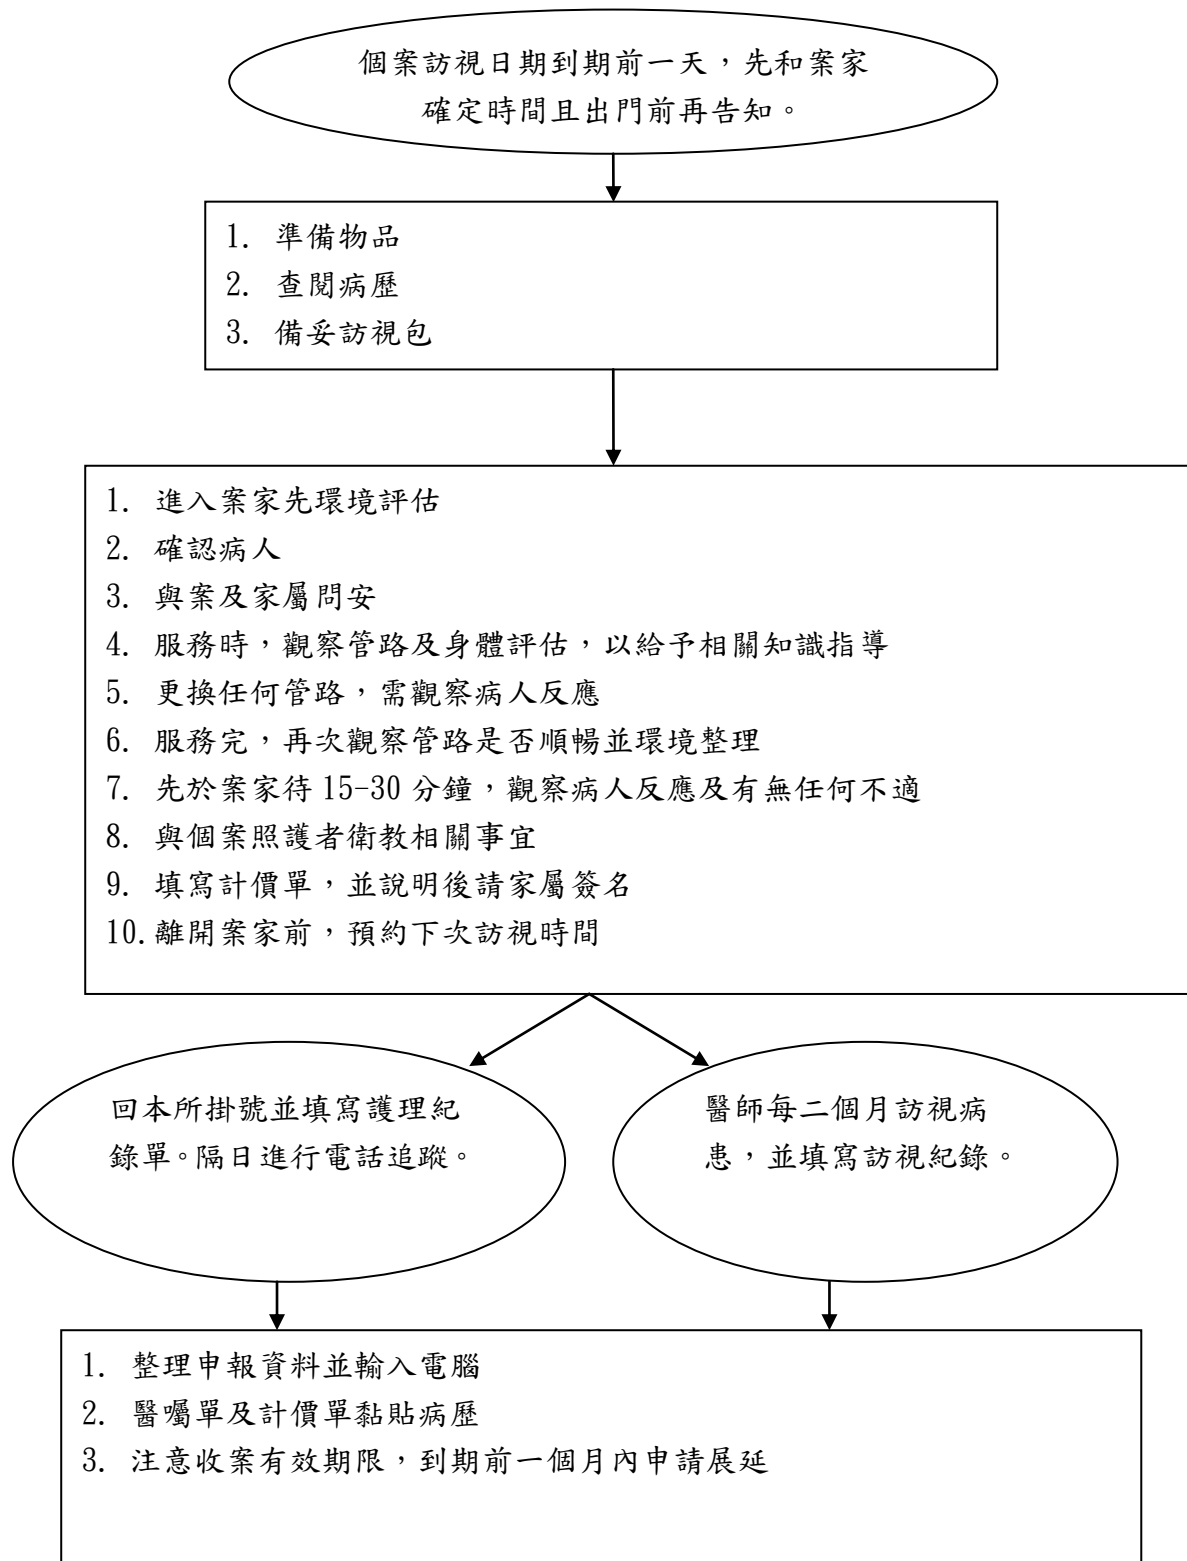 個案訪視日期到期前一天，先和案家
確定時間且出門前再告知。
1. 準備物品
2. 查閱病歷
3. 備妥訪視包
1. 進入案家先環境評估
2. 確認病人
3. 與案及家屬問安
4. 服務時，觀察管路及身體評估，以給予相關知識指導
5. 更換任何管路，需觀察病人反應
6. 服務完，再次觀察管路是否順暢並環境整理
7. 先於案家待 15-30 分鐘，觀察病人反應及有無任何不適
8. 與個案照護者衛教相關事宜
9. 填寫計價單，並說明後請家屬簽名
10. 離開案家前，預約下次訪視時間
回本所掛號並填寫護理紀
錄單。隔日進行電話追蹤。
醫師每二個月訪視病
患，並填寫訪視紀錄。
1. 整理申報資料並輸入電腦
2. 醫囑單及計價單黏貼病歷
3. 注意收案有效期限，到期前一個月內申請展延